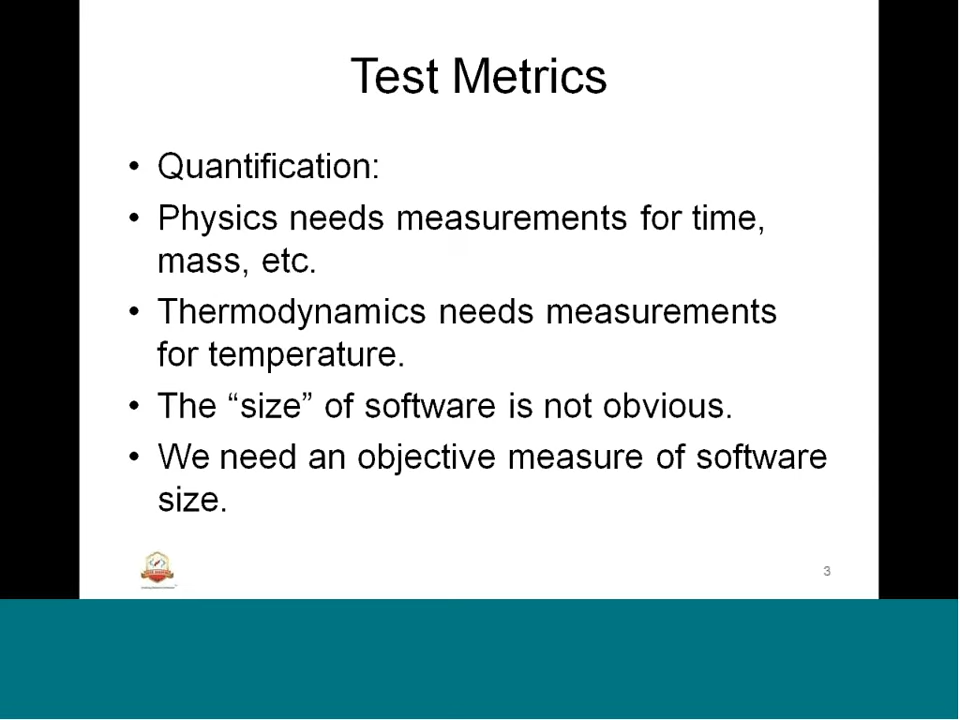 Test Metrics
• Quantification:
• Physics needs measurements for time,
mass, etc.
• Thermodynamics needs measurements
for temperature.
• The “size” of software is not obvious.
• We need an objective measure of software
size.
3